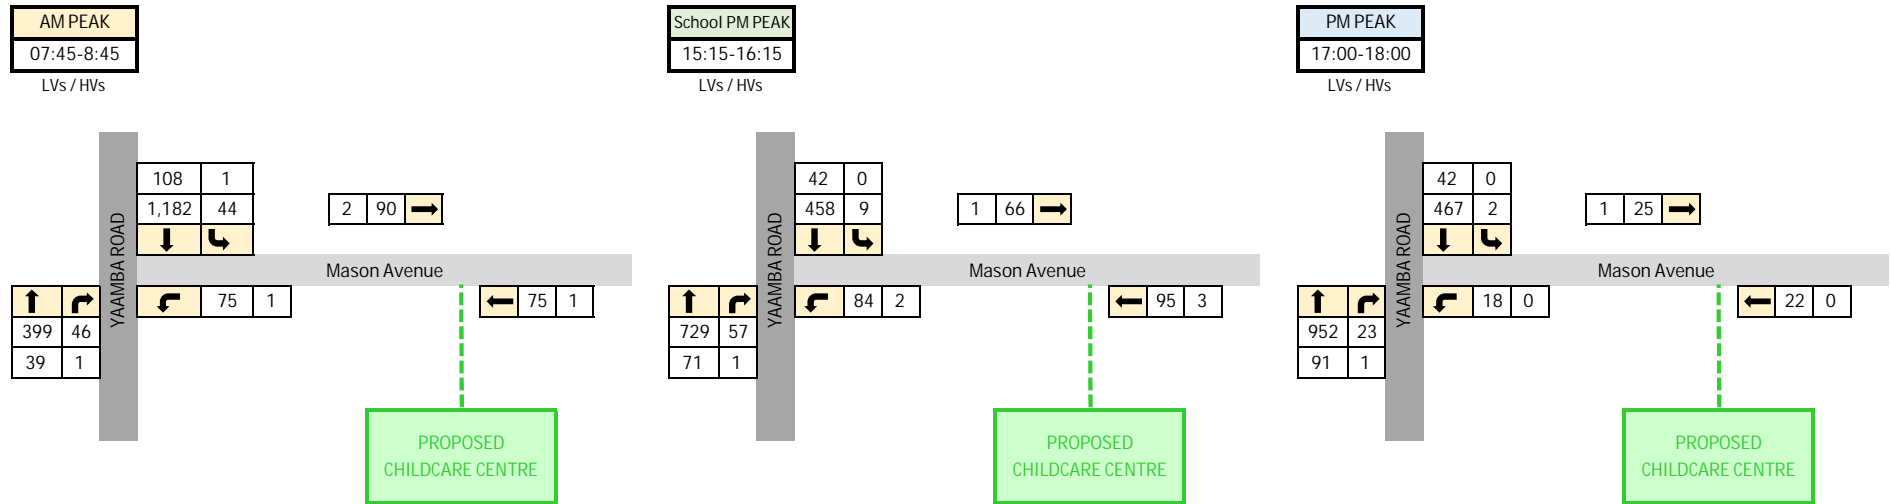 AM PEAK
07:45-8:45
LVs / HVs
108 1
1,182 44
2 90
YAAMBA ROAD
Mason Avenue
75 1
75 1
399 46
39 1
PROPOSED
CHILDCARE CENTRE
School PM PEAK
15:15-16:15
LVs / HVs
42 0
458 9
1 66
YAAMBA ROAD
Mason Avenue
84 2
95 3
729 57
71 1
PROPOSED
CHILDCARE CENTRE
PM PEAK
17:00-18:00
LVs / HVs
42 0
467 2
1 25
YAAMBA ROAD
Mason Avenue
18 0
22 0
952 23
91 1
PROPOSED
CHILDCARE CENTRE